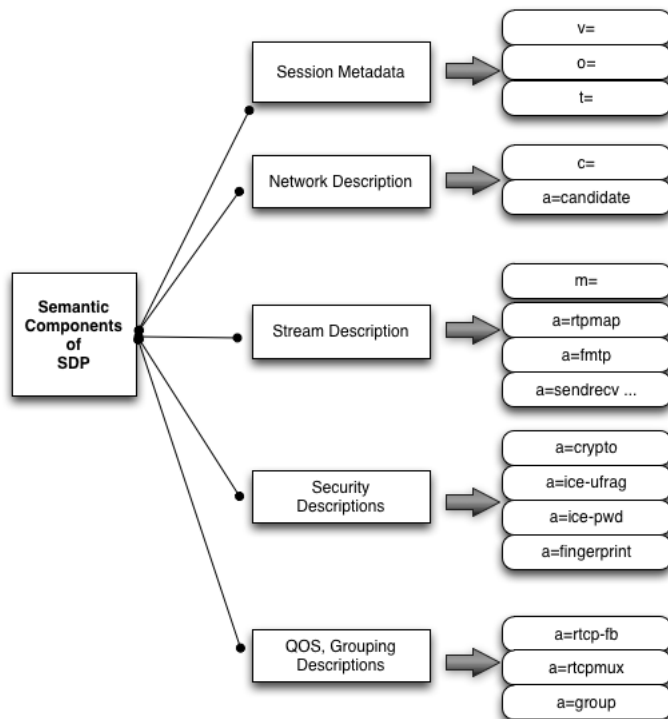 Semantic
Components
of
SDP
Session Metadata
v=
o=
t=
Network Description
c=
a=candidate
Stream Description
m=
a=rtpmap
a=fmtp
a=sendrecv ...
Security
Descriptions
a=crypto
a=ice-ufrag
a=ice-pwd
a=fingerprint
QOS, Grouping
Descriptions
a=rtcp-fb
a=rtcpmux
a=group